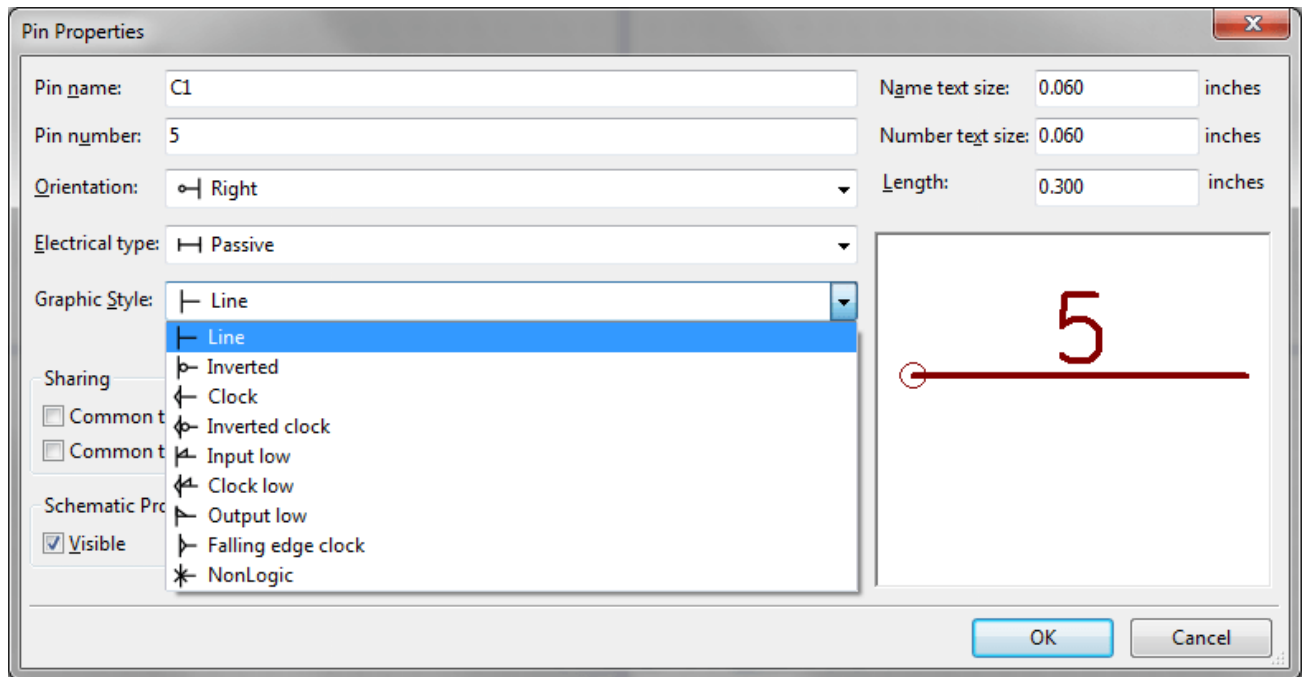 Pin Properties
Pin name: C1
Pin number: 5
Orientation: Right
Electrical type: Passive
Graphic Style: Line
Line
Inverted
Clock
Inverted clock
Input low
Clock low
Output low
Falling edge clock
NonLogic
Sharing
Common t
Common t
Schematic Pro
Visible
Name text size: 0.060 inches
Number text size: 0.060 inches
Length: 0.300 inches
5
OK
Cancel